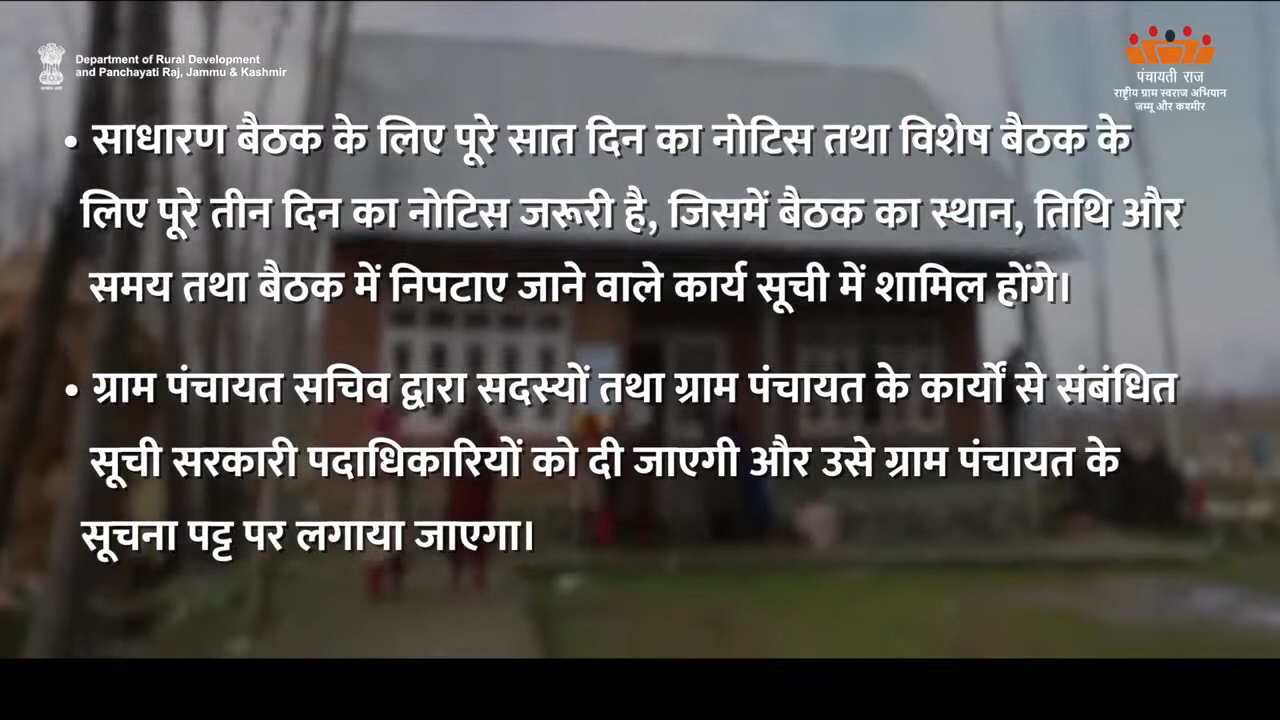 Department of Rural Development
and Panchayati Raj, Jammu & Kashmir
पंचायती राज
राष्ट्रीय ग्राम स्वराज अभियान
जम्मू और कश्मीर
• साधारण बैठक के लिए पूरे सात दिन का नोटिस तथा विशेष बैठक के
लिए पूरे तीन दिन का नोटिस जरूरी है, जिसमें बैठक का स्थान, तिथि और
समय तथा बैठक में निपटाए जाने वाले कार्य सूची में शामिल होंगे।
• ग्राम पंचायत सचिव द्वारा सदस्यों तथा ग्राम पंचायत के कार्यों से संबंधित
सूची सरकारी पदाधिकारियों को दी जाएगी और उसे ग्राम पंचायत के
सूचना पट्ट पर लगाया जाएगा।